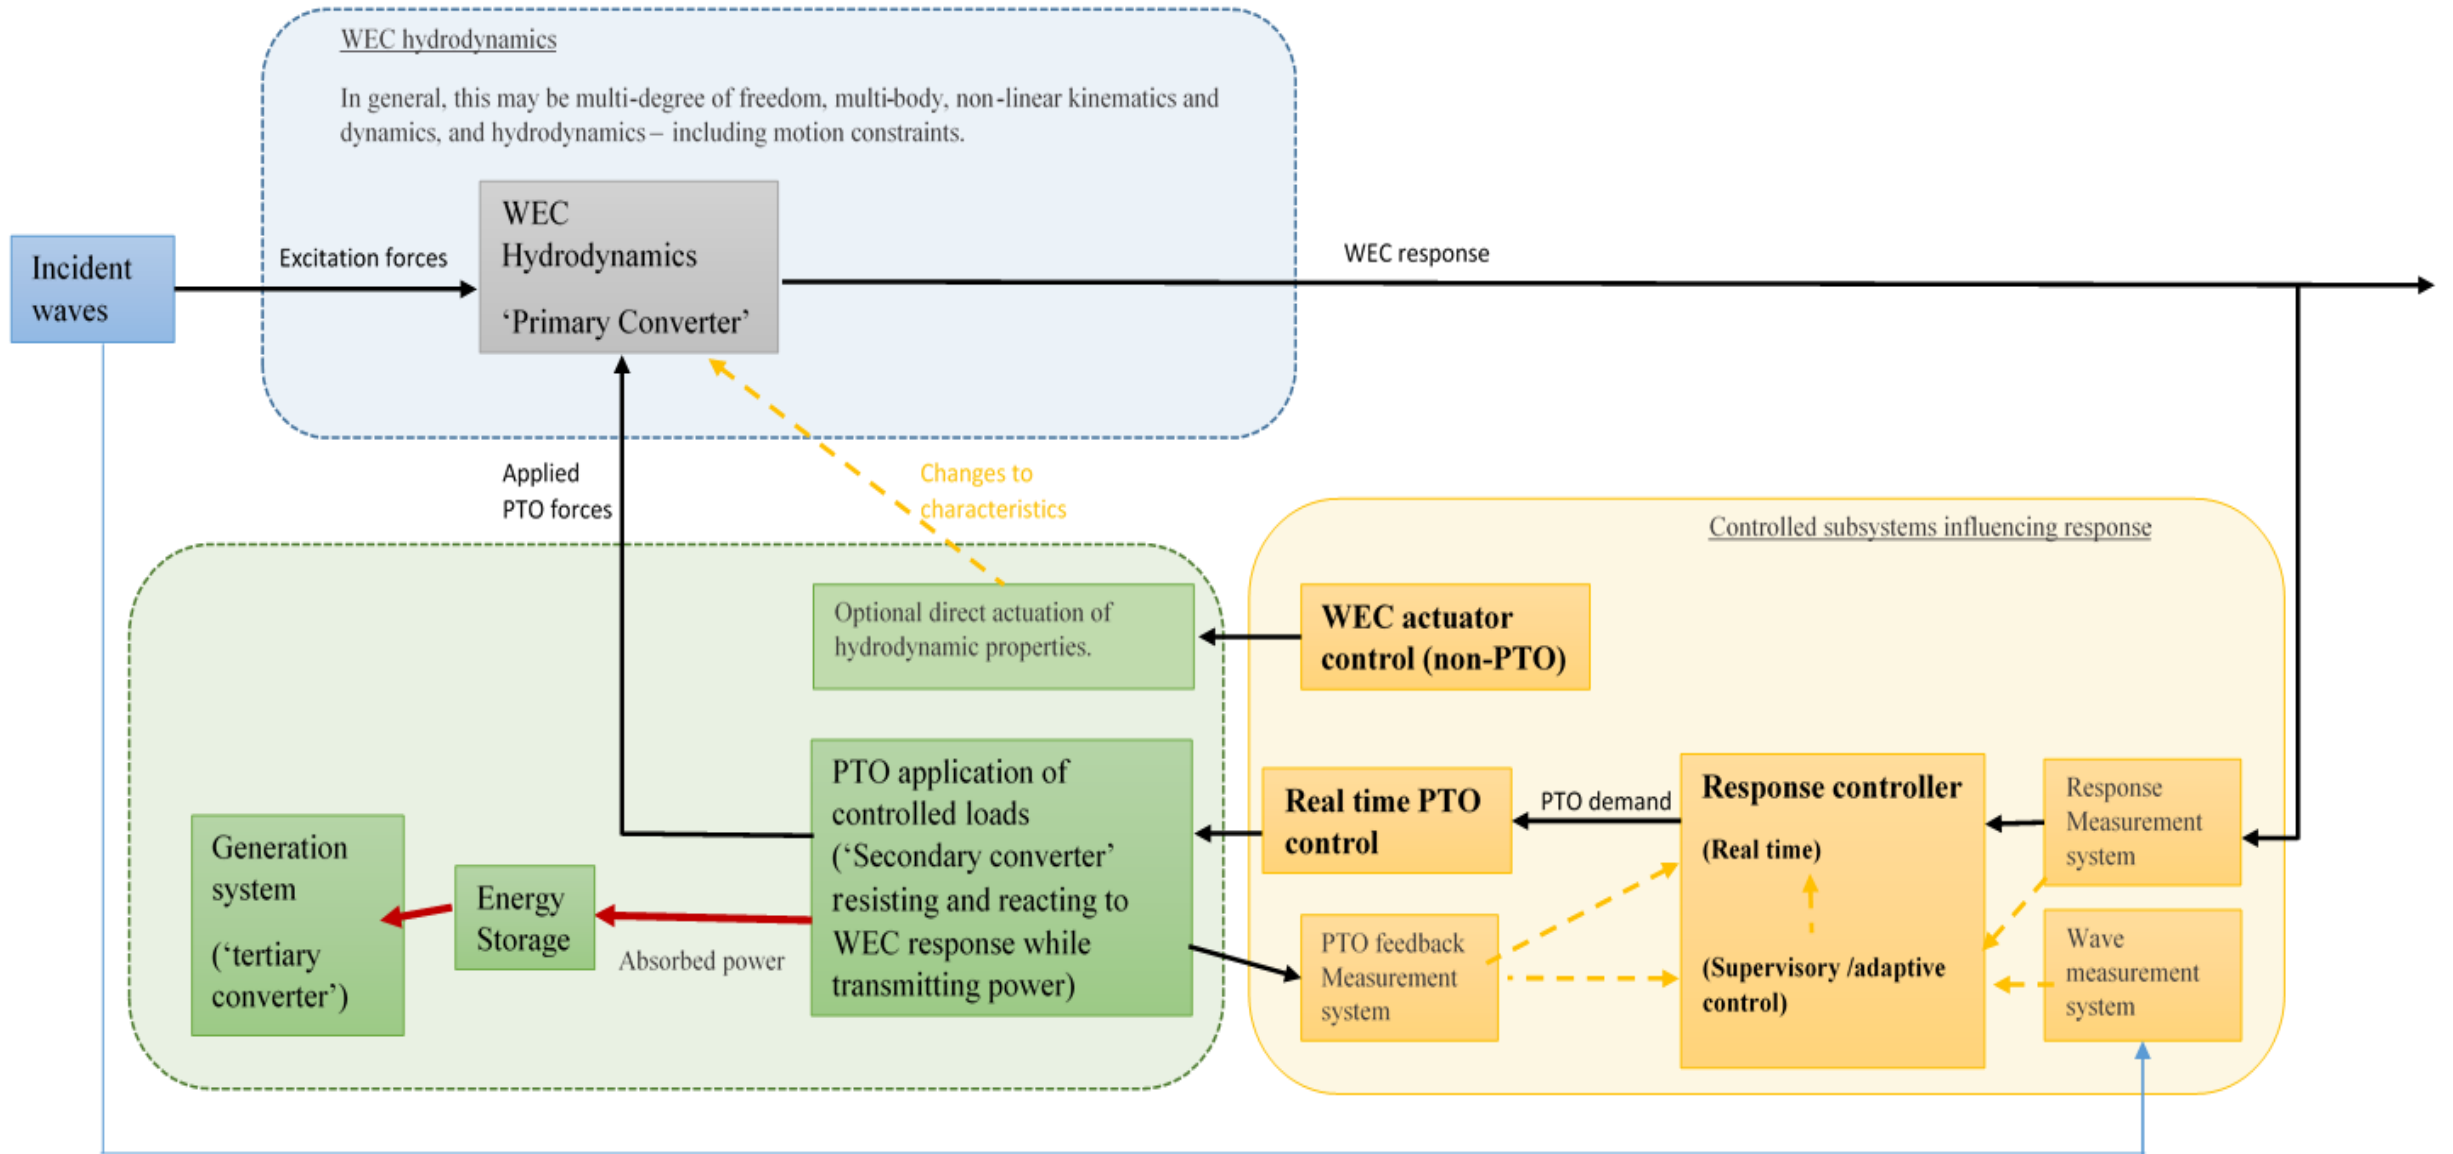 WEC hydrodynamics
In general, this may be multi-degree of freedom, multi-body, non-linear kinematics and
dynamics, and hydrodynamics – including motion constraints.
WEC
Hydrodynamics
‘Primary Converter’
Incident
waves
Excitation forces
WEC response
Applied
PTO forces
Changes to
characteristics
Controlled subsystems influencing response
Optional direct actuation of
hydrodynamic properties.
WEC actuator
control (non-PTO)
PTO application of
controlled loads
(‘Secondary converter’
resisting and reacting to
WEC response while
transmitting power)
Real time PTO
control
PTO demand
Response controller
(Real time)
(Supervisory /adaptive
control)
Response
Measurement
system
Generation
system
(‘tertiary
converter’)
Energy
Storage
Absorbed power
PTO feedback
Measurement
system
Wave
measurement
system